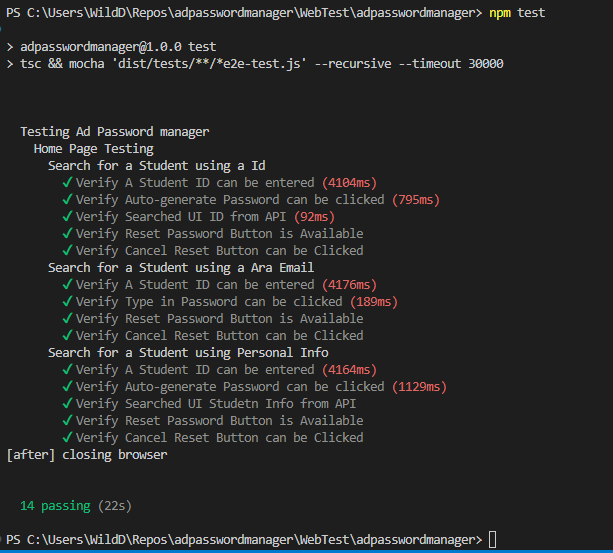 PS C:\Users\WildD\Repos\adpasswordmanager\WebTest\adpasswordmanager> npm test
> adpasswordmanager@1.0.0 test
> tsc && mocha 'dist/tests/**/*e2e-test.js' --recursive --timeout 30000
Testing Ad Password manager
Home Page Testing
Search for a Student using a Id
✓ Verify A Student ID can be entered (4104ms)
✓ Verify Auto-generate Password can be clicked (795ms)
✓ Verify Searched UI ID from API (92ms)
✓ Verify Reset Password Button is Available
✓ Verify Cancel Reset Button can be Clicked
Search for a Student using a Ara Email
✓ Verify A Student ID can be entered (4176ms)
✓ Verify Type in Password can be clicked (189ms)
✓ Verify Reset Password Button is Available
✓ Verify Cancel Reset Button can be Clicked
Search for a Student using Personal Info
✓ Verify A Student ID can be entered (4164ms)
✓ Verify Auto-generate Password can be clicked (1129ms)
✓ Verify Searched UI Studetn Info from API
✓ Verify Reset Password Button is Available
✓ Verify Cancel Reset Button can be Clicked
[after] closing browser
14 passing (22s)
PS C:\Users\WildD\Repos\adpasswordmanager\WebTest\adpasswordmanager>